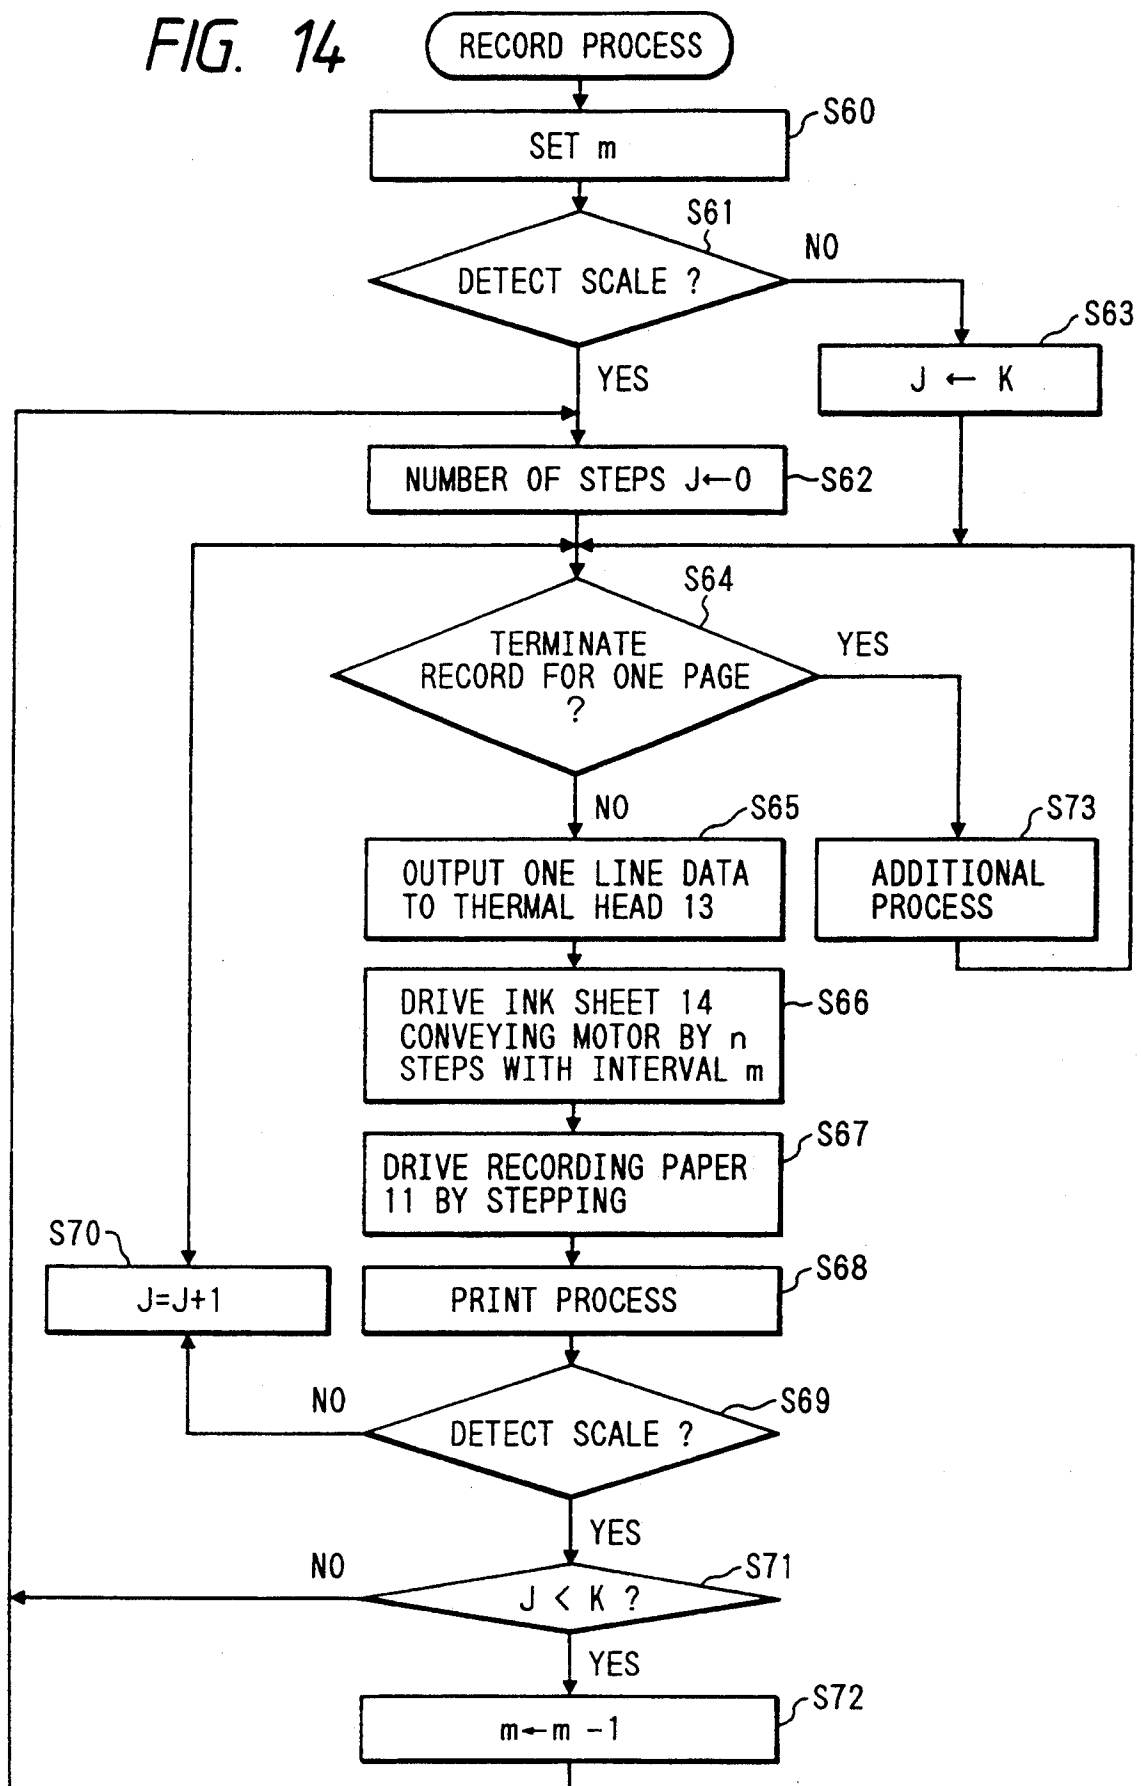 FIG. 14
RECORD PROCESS
S60
SET m
S61
DETECT SCALE ?
NO
YES
S63
J ← K
NUMBER OF STEPS J←0
S62
S64
TERMINATE
RECORD FOR ONE PAGE
?
YES
NO
S65
OUTPUT ONE LINE DATA
TO THERMAL HEAD 13
S73
ADDITIONAL
PROCESS
S66
DRIVE INK SHEET 14
CONVEYING MOTOR BY n
STEPS WITH INTERVAL m
S67
DRIVE RECORDING PAPER
11 BY STEPPING
S70
J=J+1
S68
PRINT PROCESS
S69
DETECT SCALE ?
NO
YES
S71
J < K ?
NO
YES
S72
m←m -1